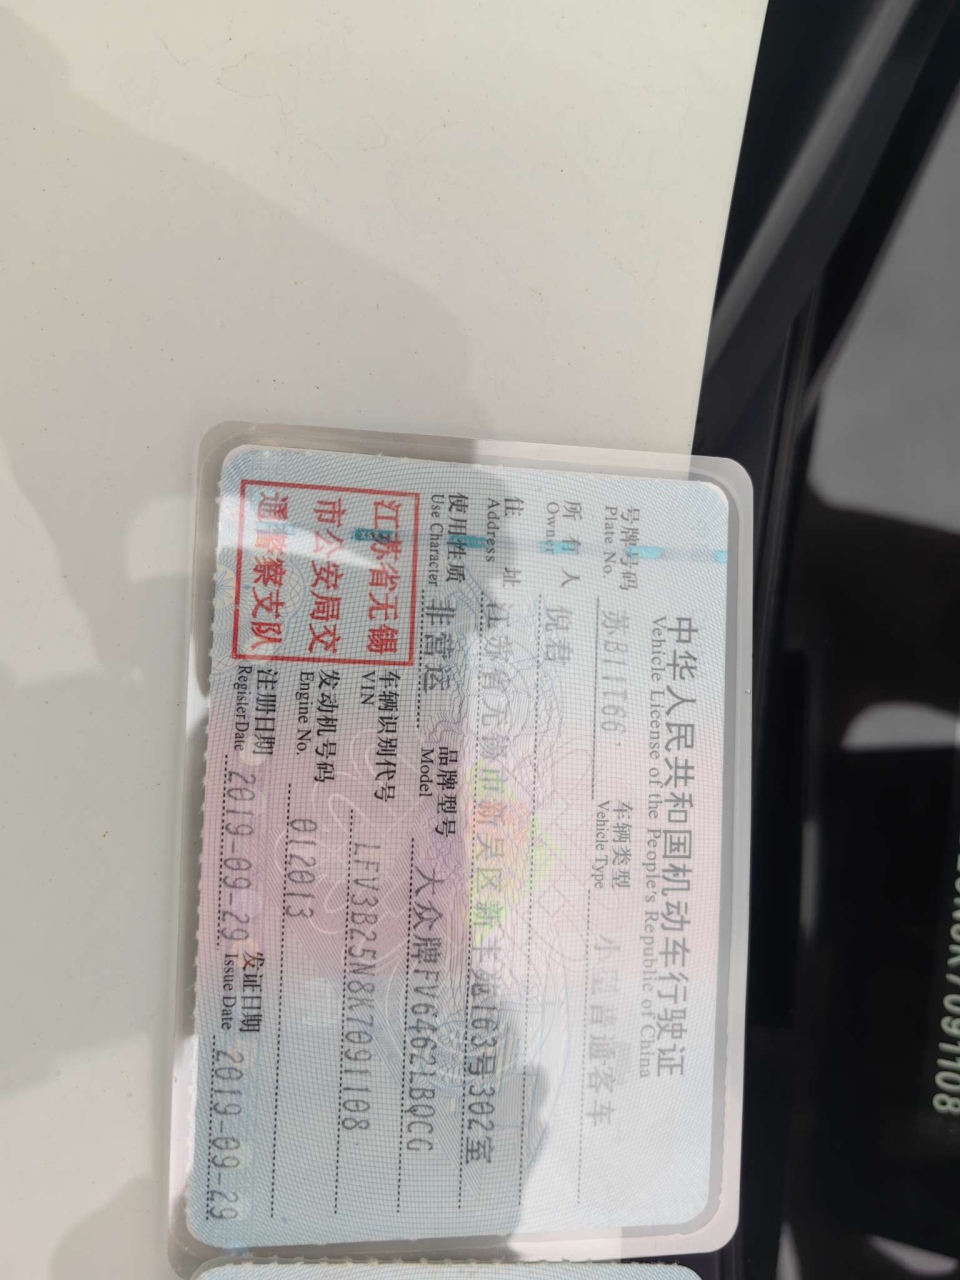 中华人民共和国机动车行驶证
Vehicle License of the People's Republic of China
号牌号码 苏B11T66 车辆类型 小型普通客车
Plate No. Vehicle Type
所有人 倪君
Owner
住址 江苏省无锡市新吴区新丰苑163号302室
Address
使用性质 非营运 品牌型号 大众牌FV6462LBQCG
Use Character Model
江苏省无锡
市公安局交
通警察支队
车辆识别代号 LFV3B25N8K7091108
VIN
发动机号码 012013
Engine No.
注册日期 2019-09-29 发证日期 2019-09-29
Register Date Issue Date
7091108